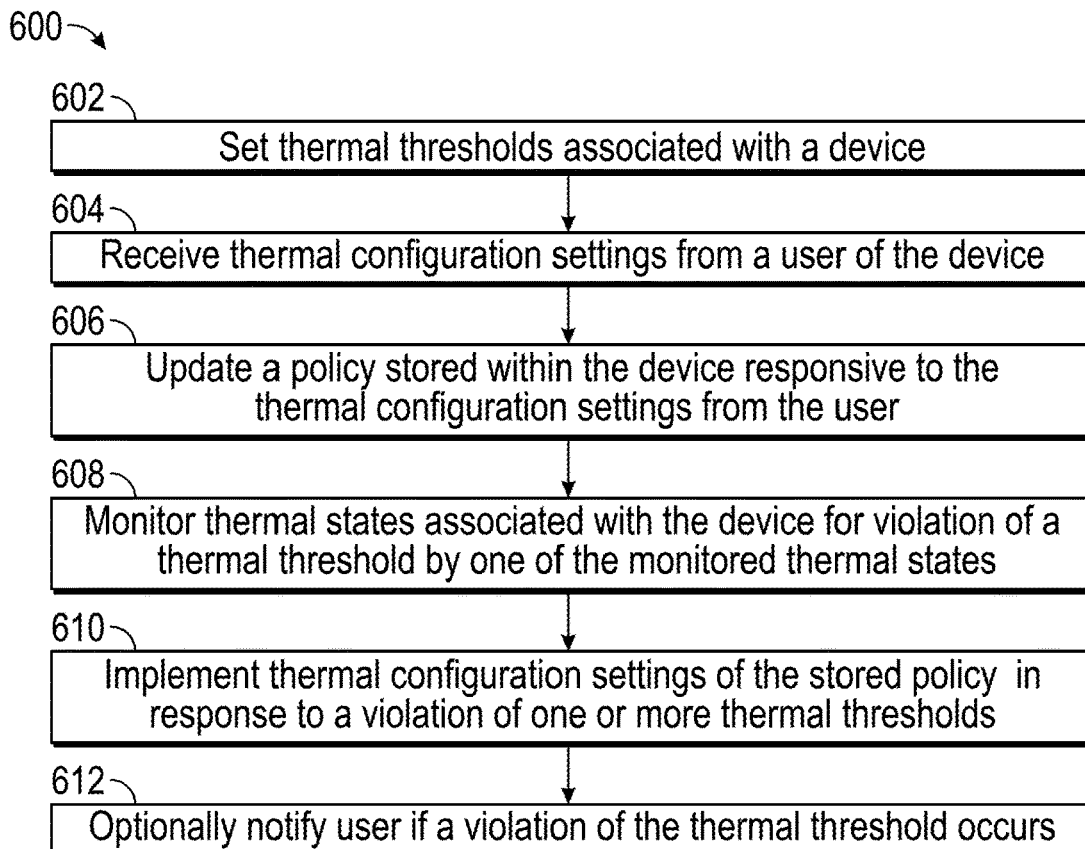 600
602
Set thermal thresholds associated with a device
604
Receive thermal configuration settings from a user of the device
606
Update a policy stored within the device responsive to the
thermal configuration settings from the user
608
Monitor thermal states associated with the device for violation of a
thermal threshold by one of the monitored thermal states
610
Implement thermal configuration settings of the stored policy in
response to a violation of one or more thermal thresholds
612
Optionally notify user if a violation of the thermal threshold occurs